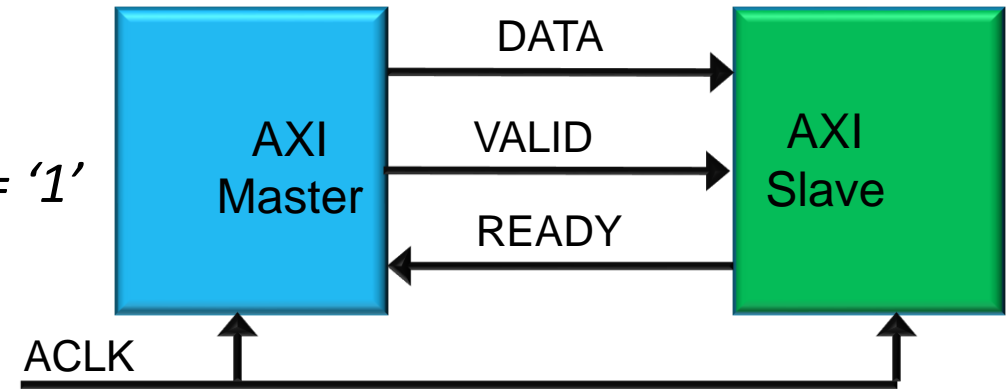 DATA
AXI
Master
VALID
AXI
Slave
= ‘1’
READY
ACLK